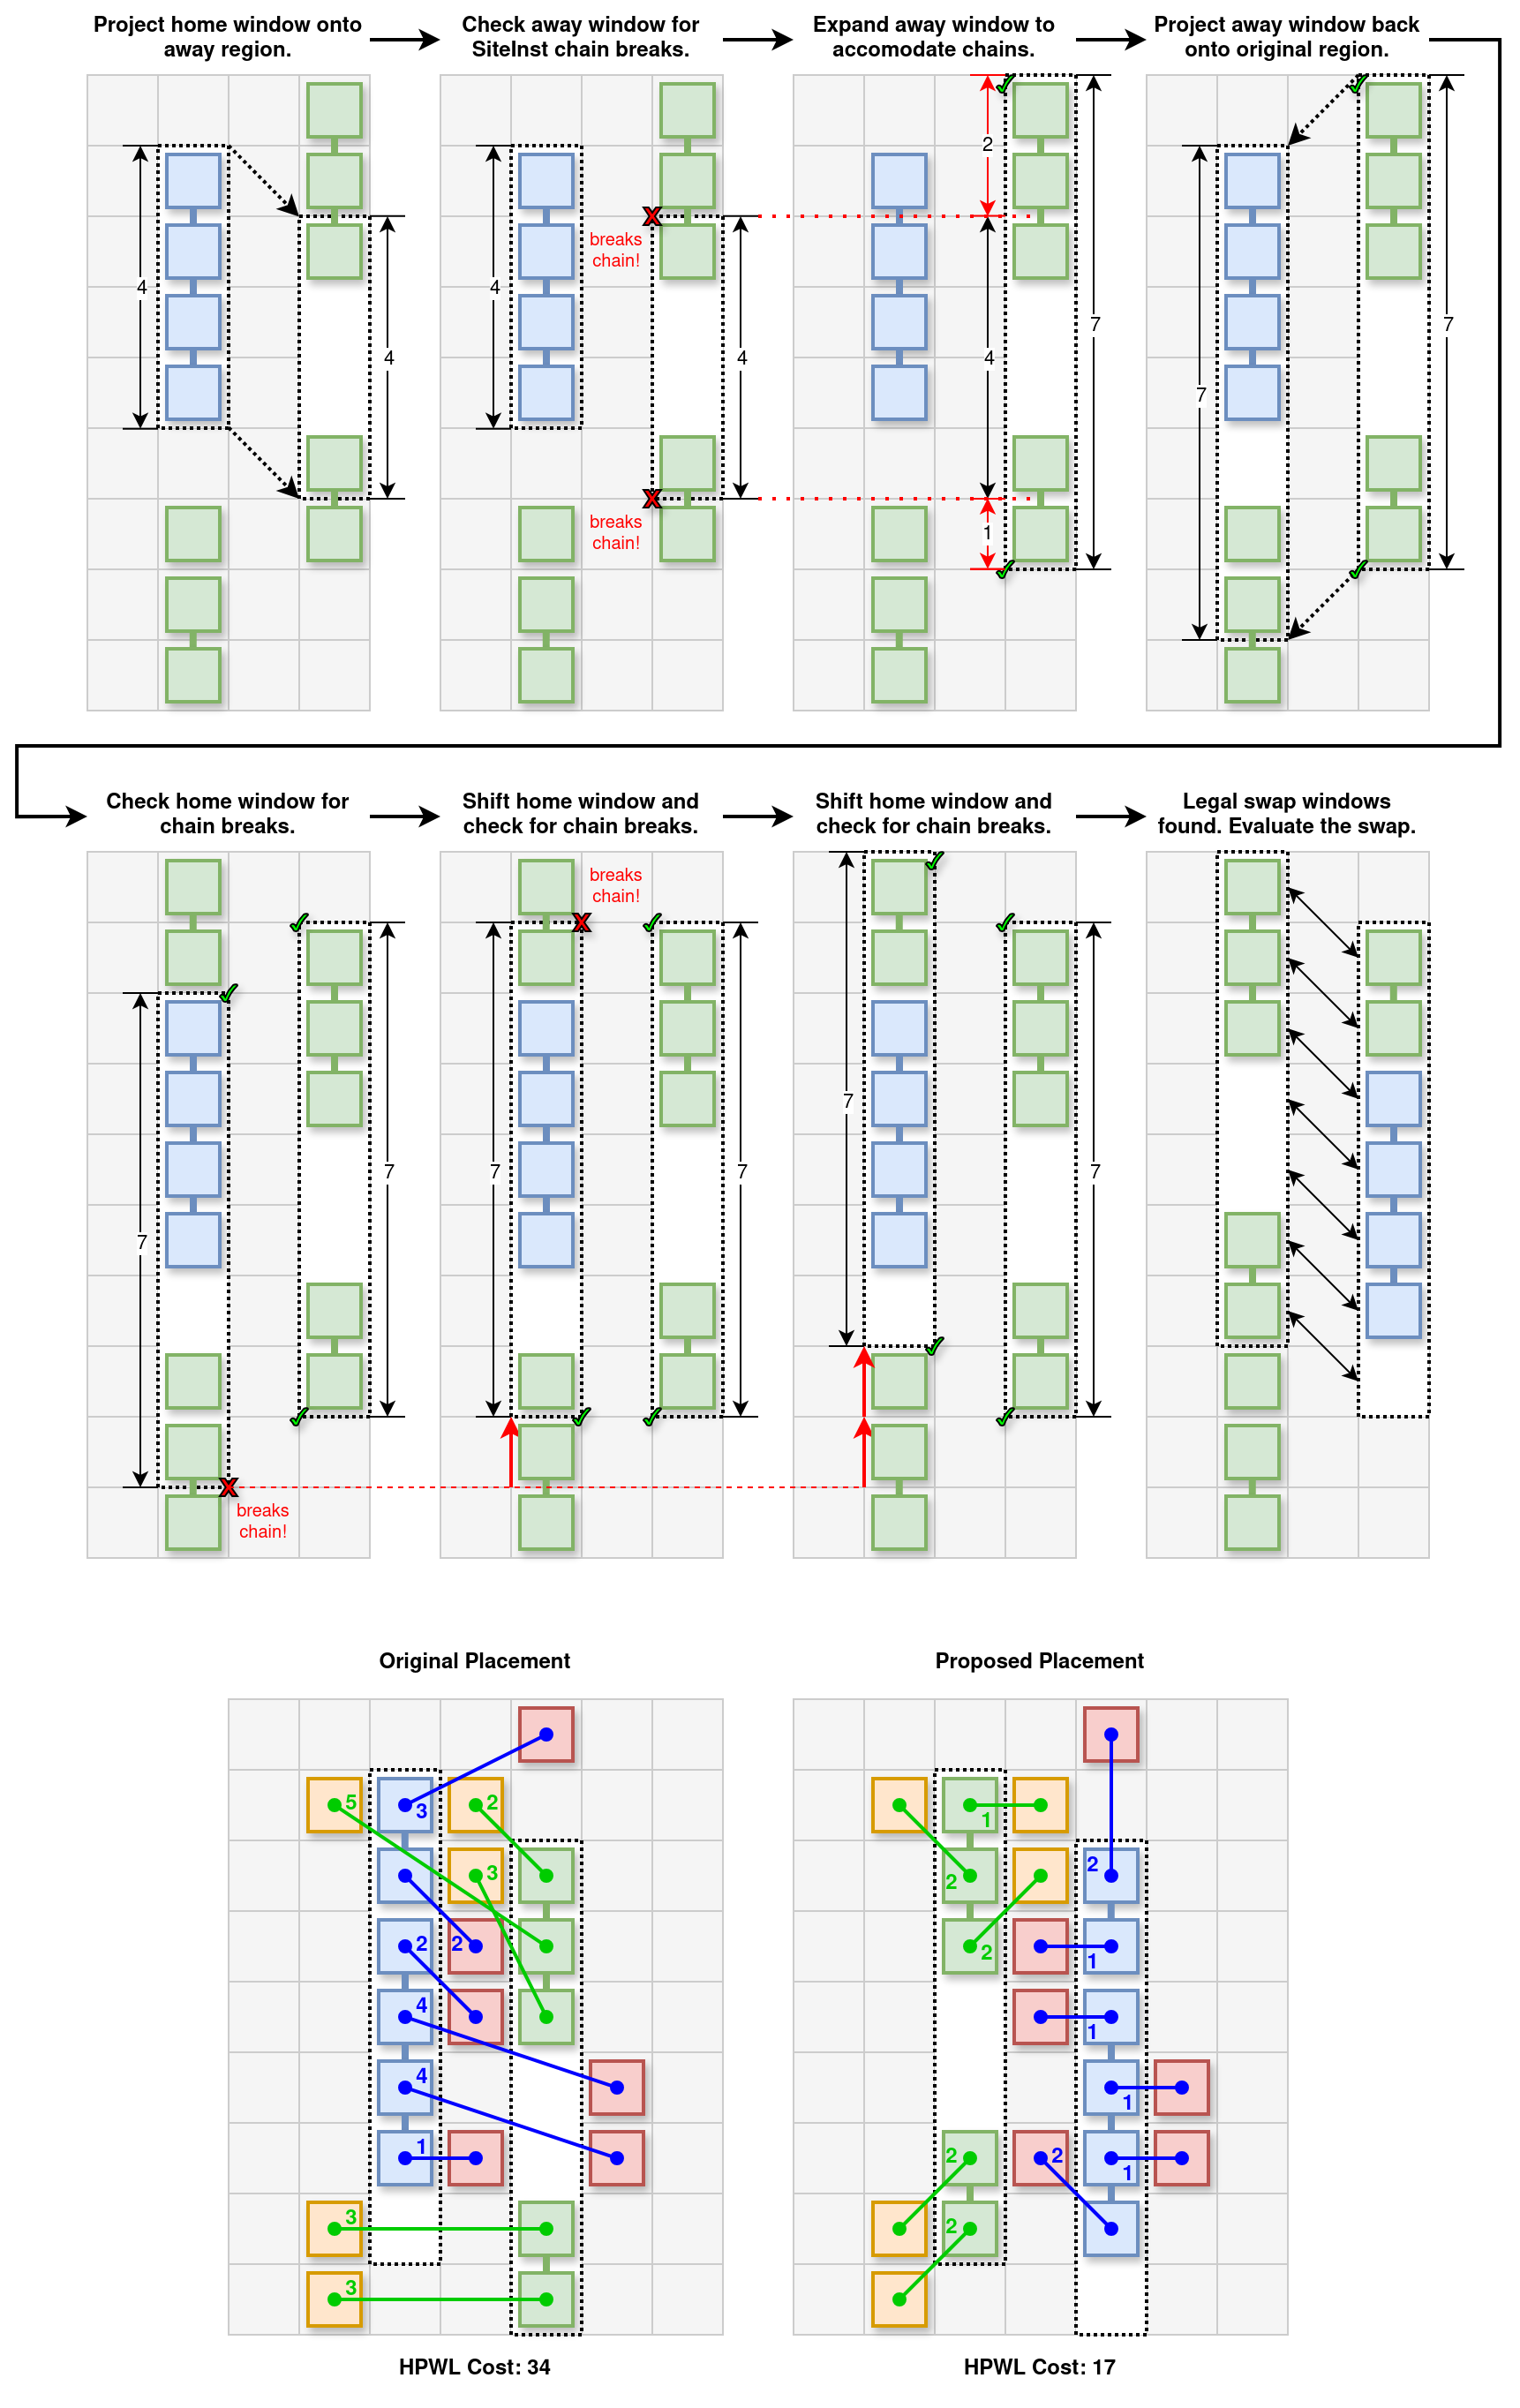 Project home window onto
away region.
Check away window for
SiteInst chain breaks.
Expand away window to
accomodate chains.
Project away window back
onto original region.
4
4
4
X
breaks
chain!
4
X
breaks
chain!
2
4
1
7
7
7
Check home window for
chain breaks.
Shift home window and
check for chain breaks.
Shift home window and
check for chain breaks.
Legal swap windows
found. Evaluate the swap.
7
7
X
breaks
chain!
7
X
breaks
chain!
7
7
7
Original Placement
Proposed Placement
5
3
2
3
2
2
4
4
1
3
3
1
2
2
2
1
1
1
2
2
1
2
HPWL Cost: 34
HPWL Cost: 17